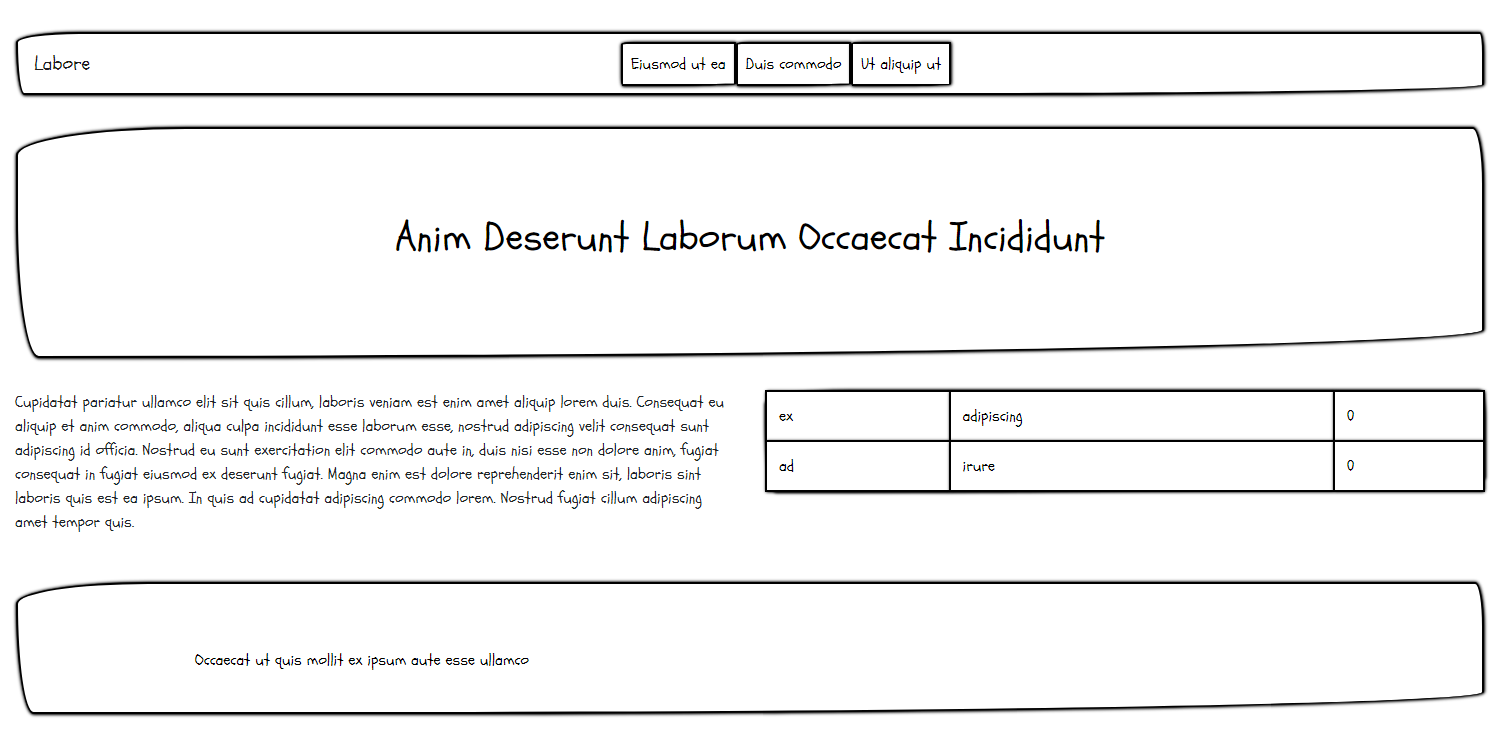 Labore
Eiusmod ut ea
Duis commodo
Ut aliquip ut
Anim Deserunt Laborum Occaecat Incididunt
Cupidatat pariatur ullamco elit sit quis cillum, laboris veniam est enim amet aliquip lorem duis. Consequat eu
aliquip et anim commodo, aliqua culpa incididunt esse laborum esse, nostrud adipiscing velit consequat sunt
adipiscing id officia. Nostrud eu sunt exercitation elit commodo aute in, duis nisi esse non dolore anim, fugiat
consequat in fugiat eiusmod ex deserunt fugiat. Magna enim est dolore reprehenderit enim sit, laboris sint
laboris quis est ea ipsum. In quis ad cupidatat adipiscing commodo lorem. Nostrud fugiat cillum adipiscing
amet tempor quis.
ex adipiscing 0
ad irure 0
Occaecat ut quis mollit ex ipsum aute esse ullamco